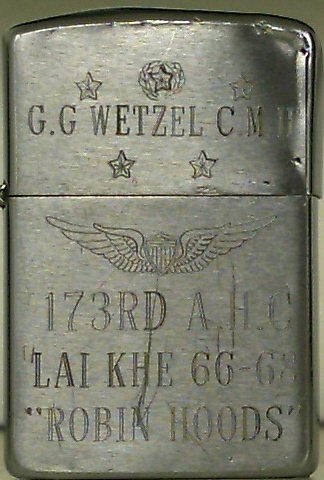 G.G WETZEL C.M
173RD A.H.C
"LAI KHE 66-68
"ROBIN HOODS"